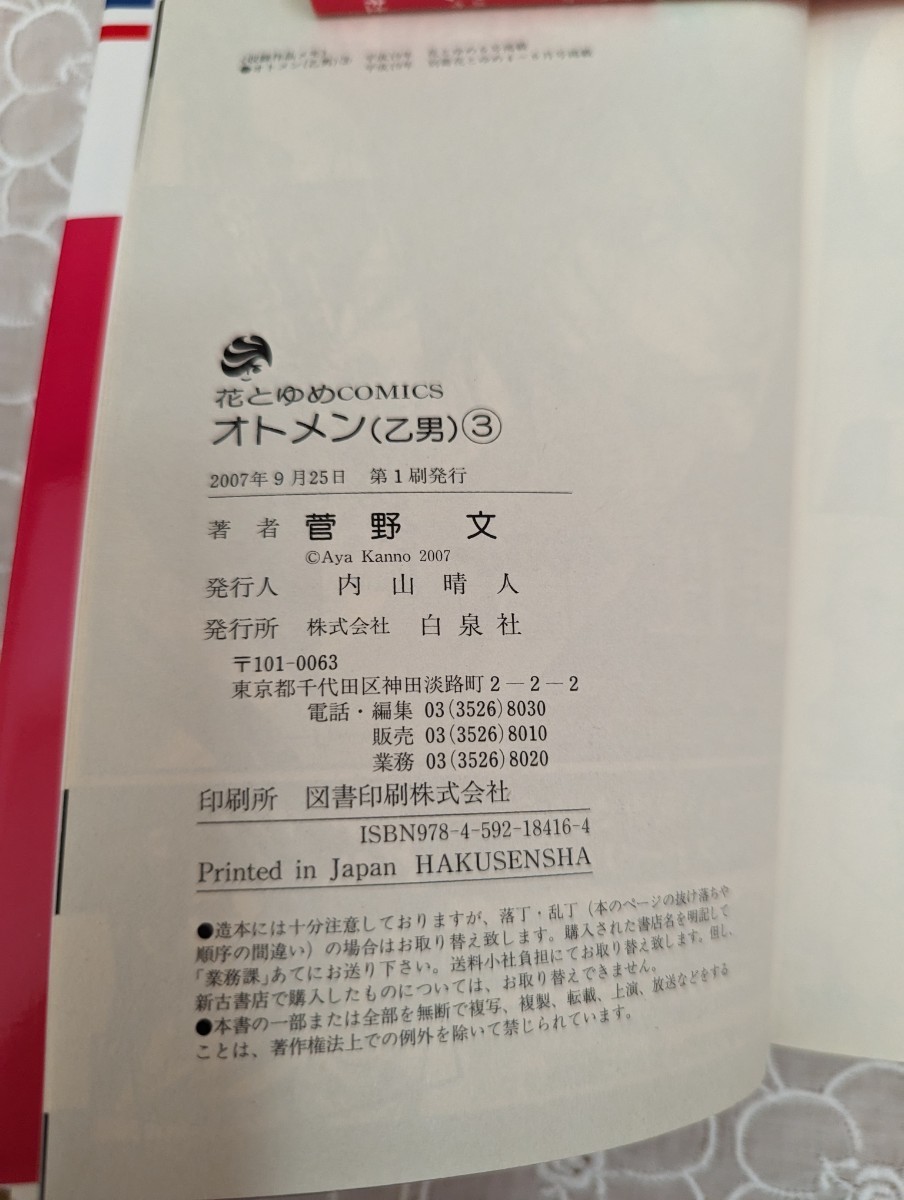 ●オトメン(乙男)③
花とゆめCOMICS
オトメン(乙男)③
2007年9月25日 第1刷発行
著者 菅野 文
©Aya Kanno 2007
発行人 内山晴人
発行所 株式会社 白泉社
〒101-0063
東京都千代田区神田淡路町2-2-2
電話・編集 03(3526)8030
販売 03(3526)8010
業務 03(3526)8020
印刷所 図書印刷株式会社
ISBN978-4-592-18416-4
Printed in Japan HAKUSENSHA
●造本には十分注意しておりますが、落丁・乱丁(本のページの抜け落ちや
順序の間違い)の場合はお取り替え致します。購入された書店名を明記して
「業務課」あてにお送り下さい。送料小社負担にてお取り替え致します。但し、
新古書店で購入したものについては、お取り替えできません。
●本書の一部または全部を無断で複写、複製、転載、上演、放送などをする
ことは、著作権法上での例外を除いて禁じられています。